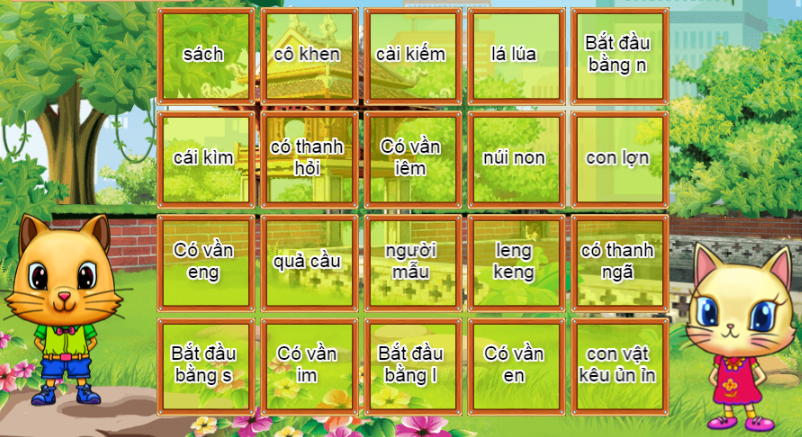 sách
cô khen
cài kiếm
lá lúa
Bắt đầu
bằng n
cái kìm
có thanh
hỏi
Có vần
iêm
núi non
con lợn
Có vần
eng
quả cầu
người
mẫu
leng
keng
có thanh
ngã
Bắt đầu
bằng s
Có vần
im
Bắt đầu
bằng l
Có vần
en
con vật
kêu ủn ỉn